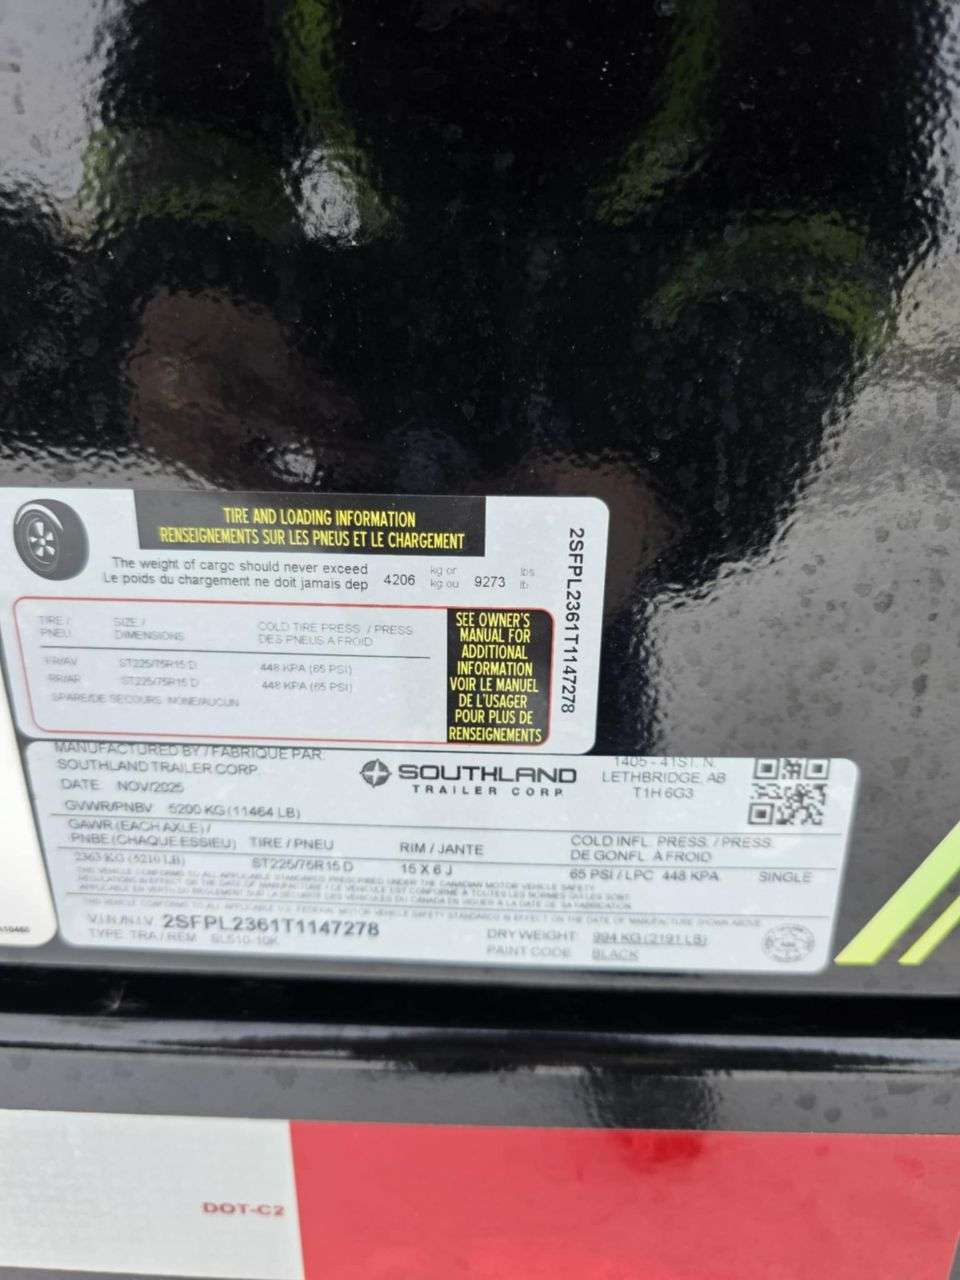 TIRE AND LOADING INFORMATION
RENSEIGNEMENTS SUR LES PNEUS ET LE CHARGEMENT
The weight of cargo should never exceed
Le poids du chargement ne doit jamais dep
4206 kg or kg ou 9273 lbs lb
2SFPL2361T1147278
TIRE / PNEU
SIZE / DIMENSIONS
COLD TIRE PRESS. / PRESS DES PNEUS A FROID
FR/AV ST225/75R15 D 448 KPA (65 PSI)
RR/AR ST225/75R15 D 448 KPA (65 PSI)
SPARE/DE SECOURS NONE/AUCUN
SEE OWNER'S
MANUAL FOR
ADDITIONAL
INFORMATION
VOIR LE MANUEL
DE L'USAGER
POUR PLUS DE
RENSEIGNEMENTS
MANUFACTURED BY / FABRIQUE PAR
SOUTHLAND TRAILER CORP
DATE NOV/2025
SOUTHLAND
TRAILER CORP
1405 - 41ST. N.
LETHBRIDGE, AB
T1H 6G3
GVWR/PNBV 5200 KG (11464 LB)
GAWR (EACH AXLE) /
PNBE (CHAQUE ESSIEU) TIRE / PNEU RIM / JANTE COLD INFL. PRESS. / PRESS. DE GONFL. A FROID
2363 KG (5210 LB) ST225/75R15 D 15 X 6 J 65 PSI / LPC 448 KPA SINGLE
V.I.N./N.I.V 2SFPL2361T1147278
TYPE TRA / REM SL510-10K
DRY WEIGHT: 994 KG (2191 LB)
PAINT CODE BLACK
DOT-C2